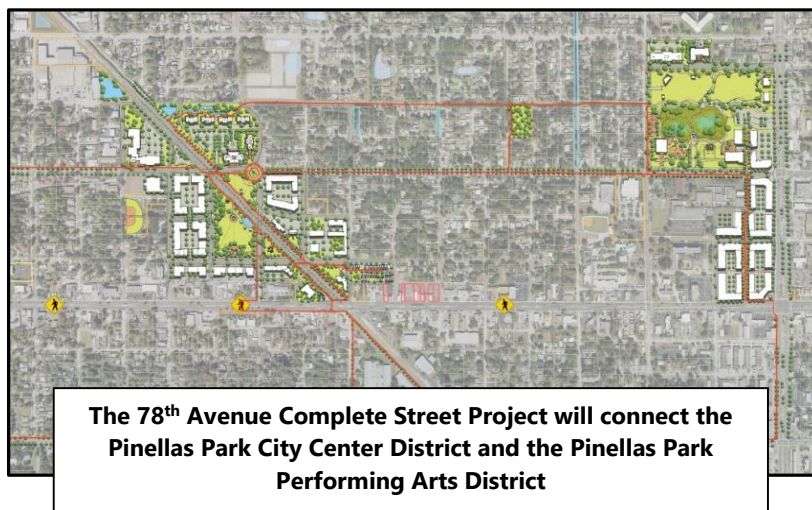 The 78th Avenue Complete Street Project will connect the
Pinellas Park City Center District and the Pinellas Park
Performing Arts District